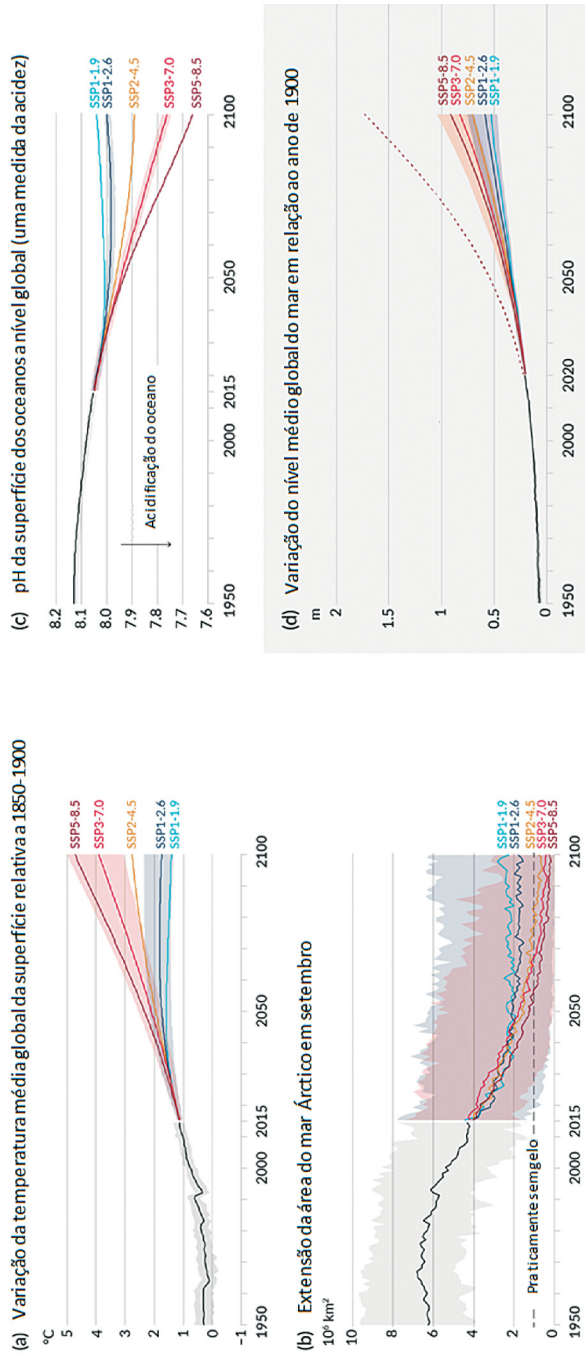 (a) Variação da temperatura média global da superfície relativa a 1850-1900
°C
5
4
3
2
1
0
–1
1950
2000
2015
2050
2100
SSP5-8.5
SSP3-7.0
SSP2-4.5
SSP1-2.6
SSP1-1.9
(b) Extensão da área do mar Árctico em setembro
10⁶ km²
10
8
6
4
2
0
Praticamente semgelo
1950
2000
2015
2050
2100
SSP1-1.9
SSP1-2.6
SSP2-4.5
SSP3-7.0
SSP5-8.5
(c) pH da superfície dos oceanos a nível global (uma medida da acidez)
8.2
8.1
8.0
7.9
7.8
7.7
7.6
Acidificação do oceano
1950
2000
2015
2050
2100
SSP1-1.9
SSP1-2.6
SSP2-4.5
SSP3-7.0
SSP5-8.5
(d) Variação do nível médio global do mar em relação ao ano de 1900
m
2
1.5
1
0.5
0
1950
2000
2020
2050
2100
SSP5-8.5
SSP3-7.0
SSP2-4.5
SSP1-2.6
SSP1-1.9